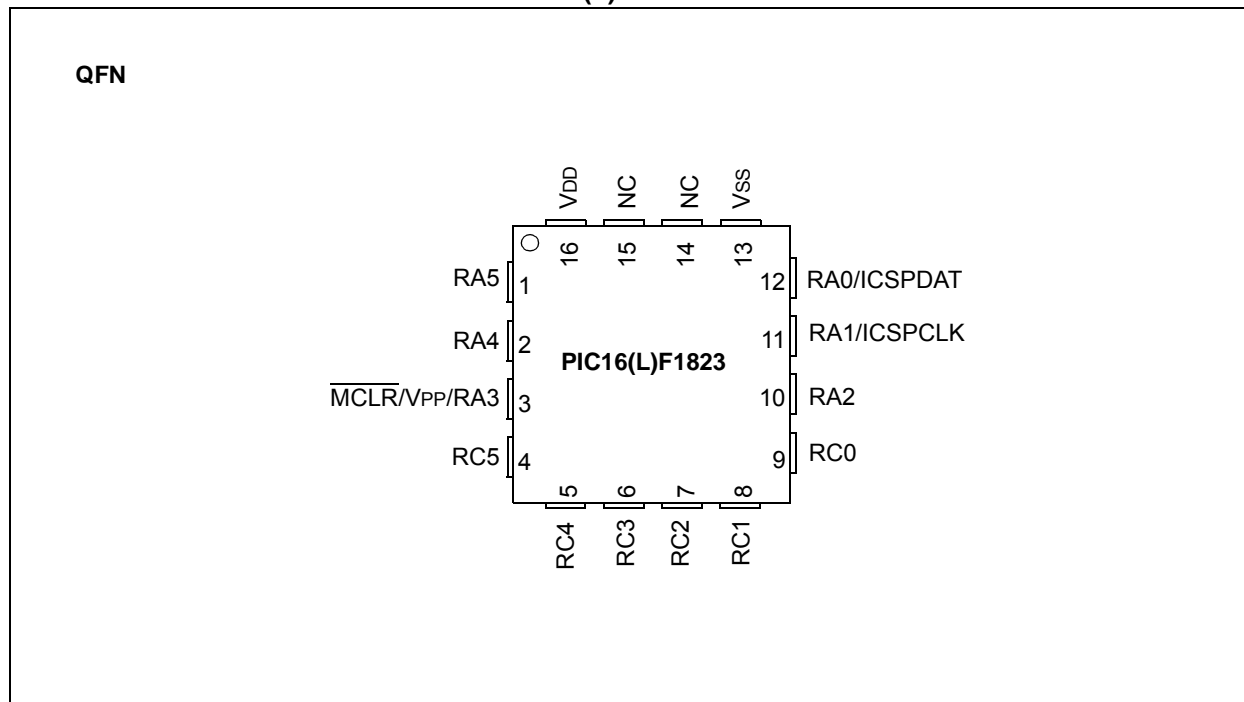 QFN
VDD
NC
NC
VSS
16
15
14
13
RA5
1
12
RA0/ICSPDAT
RA4
2
11
RA1/ICSPCLK
PIC16(L)F1823
MCLR/VPP/RA3
3
10
RA2
RC5
4
9
RC0
5
6
7
8
RC4
RC3
RC2
RC1